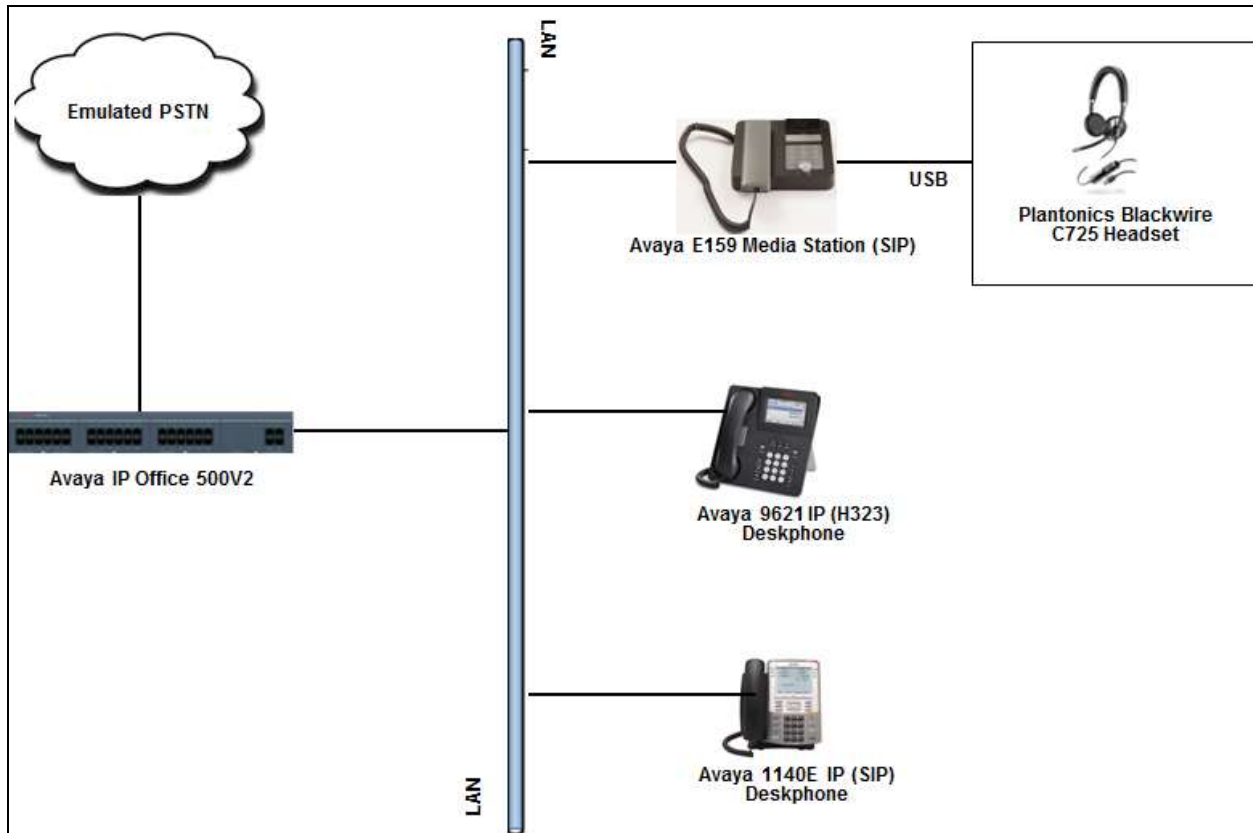 LAN
Emulated PSTN
USB
Plantonics Blackwire
C725 Headset
Avaya E159 Media Station (SIP)
Avaya IP Office 500V2
Avaya 9621 IP (H323)
Deskphone
Avaya 1140E IP (SIP)
Deskphone
LAN